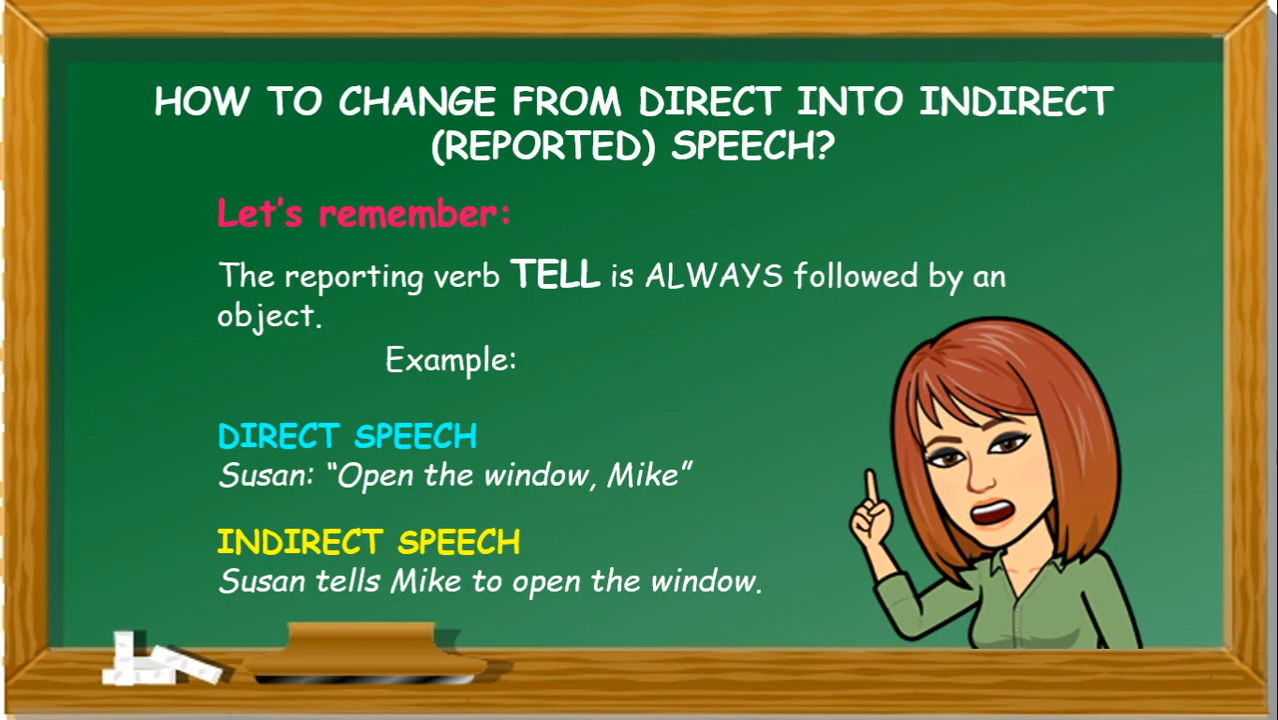 HOW TO CHANGE FROM DIRECT INTO INDIRECT
(REPORTED) SPEECH?
Let's remember:
The reporting verb TELL is ALWAYS followed by an
object.
Example:
DIRECT SPEECH
Susan: “Open the window, Mike”
INDIRECT SPEECH
Susan tells Mike to open the window.